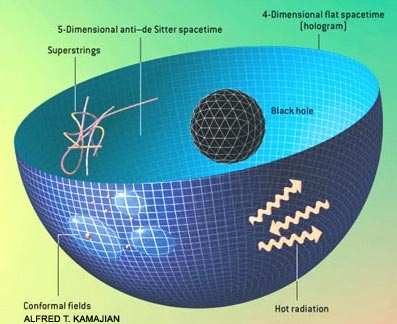 4-Dimensional flat spacetime
(hologram)
5-Dimensional anti–de Sitter spacetime
Superstrings
Black hole
Conformal fields
ALFRED T. KAMAJIAN
Hot radiation